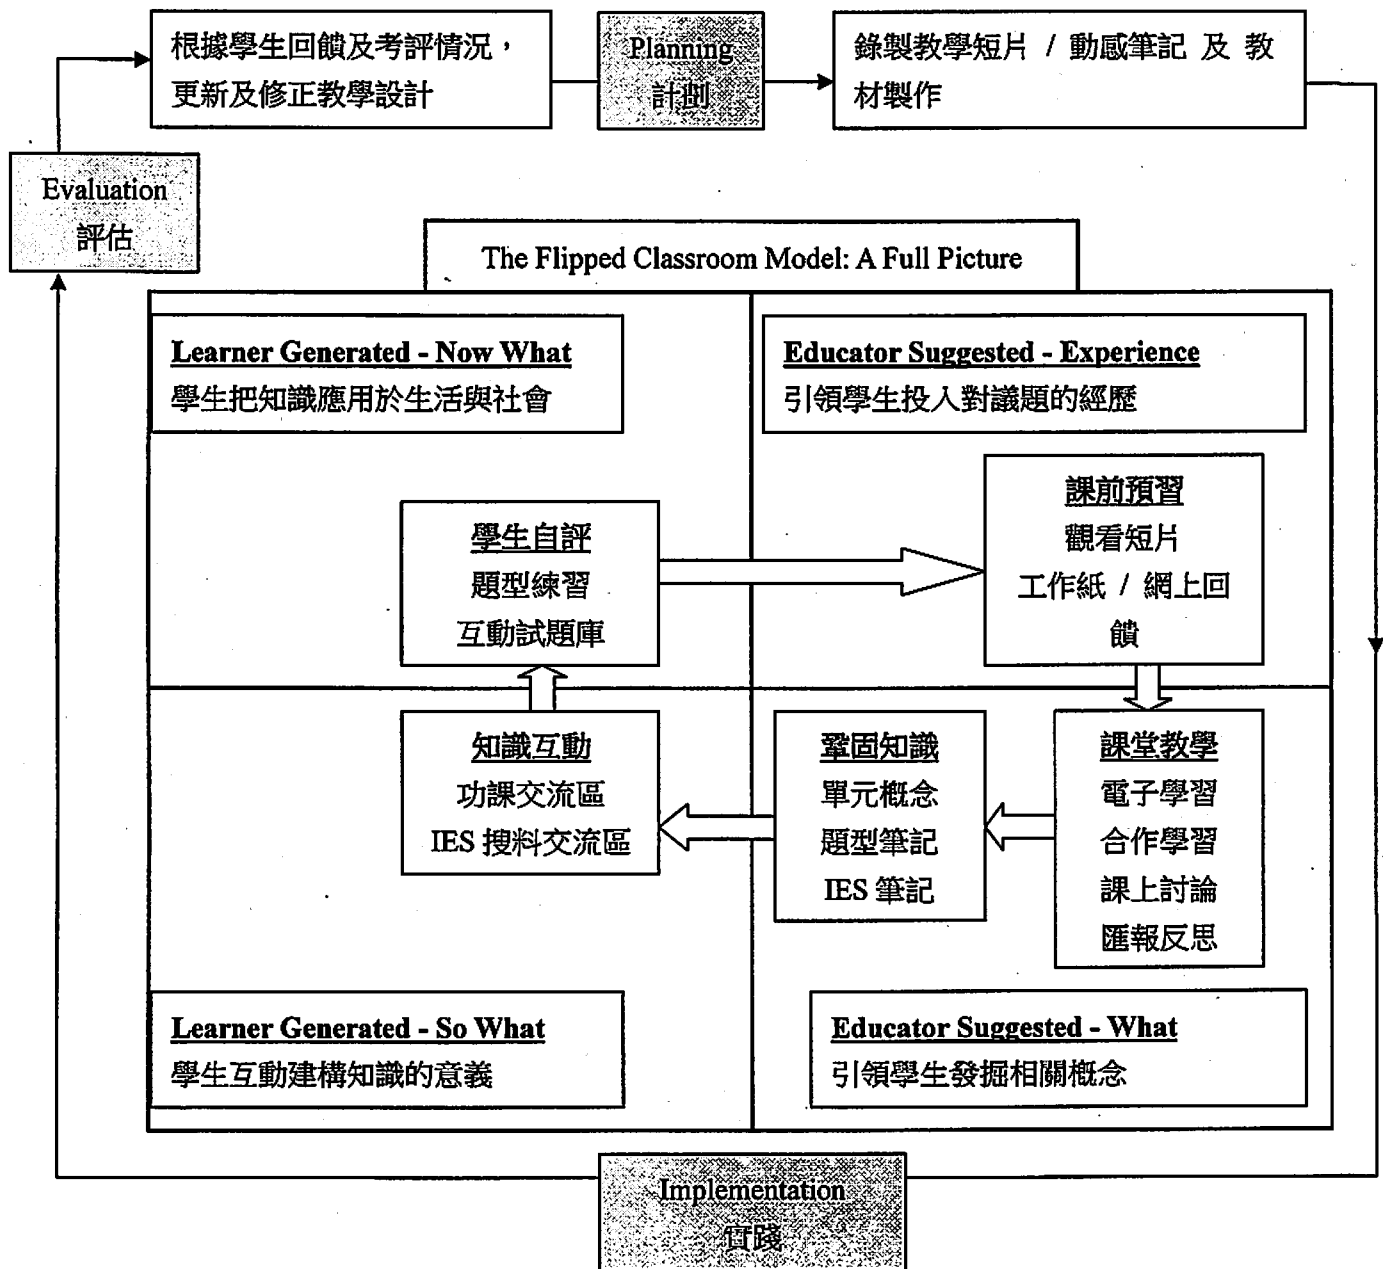 根據學生回饋及考評情況，
更新及修正教學設計
Planning
計劃
錄製教學短片 / 動感筆記 及 教
材製作
Evaluation
評估
The Flipped Classroom Model: A Full Picture
Learner Generated - Now What
學生把知識應用於生活與社會
Educator Suggested - Experience
引領學生投入對議題的經歷
學生自評
題型練習
互動試題庫
課前預習
觀看短片
工作紙 / 網上回
饋
知識互動
功課交流區
IES 搜料交流區
鞏固知識
單元概念
題型筆記
IES 筆記
課堂教學
電子學習
合作學習
課上討論
匯報反思
Learner Generated - So What
學生互動建構知識的意義
Educator Suggested - What
引領學生發掘相關概念
Implementation
實踐